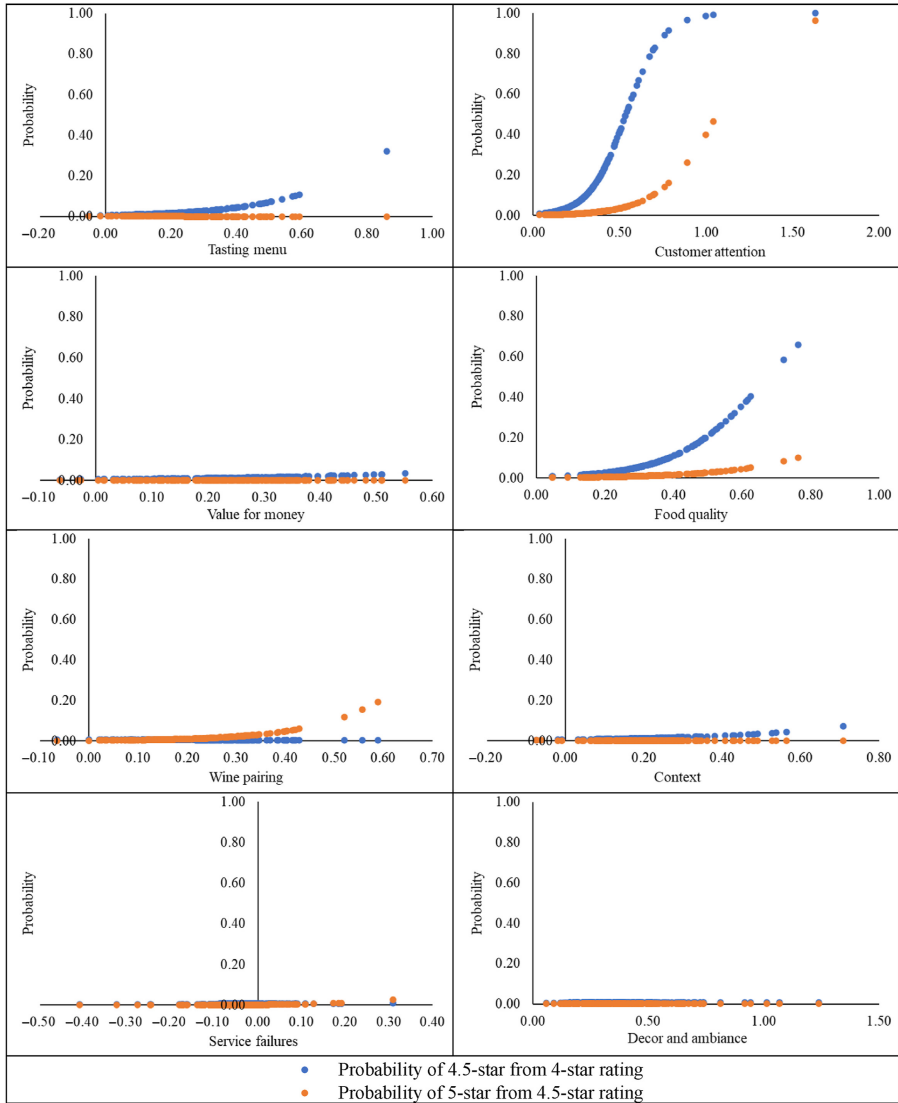 1.00
0.80
0.60
0.40
0.20
0.00
Probability
−0.20 0.00 0.20 0.40 0.60 0.80 1.00
Tasting menu
1.00
0.80
0.60
0.40
0.20
0.00
Probability
0.00 0.50 1.00 1.50 2.00
Customer attention
1.00
0.80
0.60
0.40
0.20
0.00
Probability
−0.10 0.00 0.10 0.20 0.30 0.40 0.50 0.60
Value for money
1.00
0.80
0.60
0.40
0.20
0.00
Probability
0.00 0.20 0.40 0.60 0.80 1.00
Food quality
1.00
0.80
0.60
0.40
0.20
0.00
Probability
−0.10 0.00 0.10 0.20 0.30 0.40 0.50 0.60 0.70
Wine pairing
1.00
0.80
0.60
0.40
0.20
0.00
Probability
−0.20 0.00 0.20 0.40 0.60 0.80
Context
1.00
0.80
0.60
0.40
0.20
0.00
Probability
−0.50 −0.40 −0.30 −0.20 −0.10 0.00 0.10 0.20 0.30 0.40
Service failures
1.00
0.80
0.60
0.40
0.20
0.00
Probability
0.00 0.50 1.00 1.50
Decor and ambiance
Probability of 4.5-star from 4-star rating
Probability of 5-star from 4.5-star rating